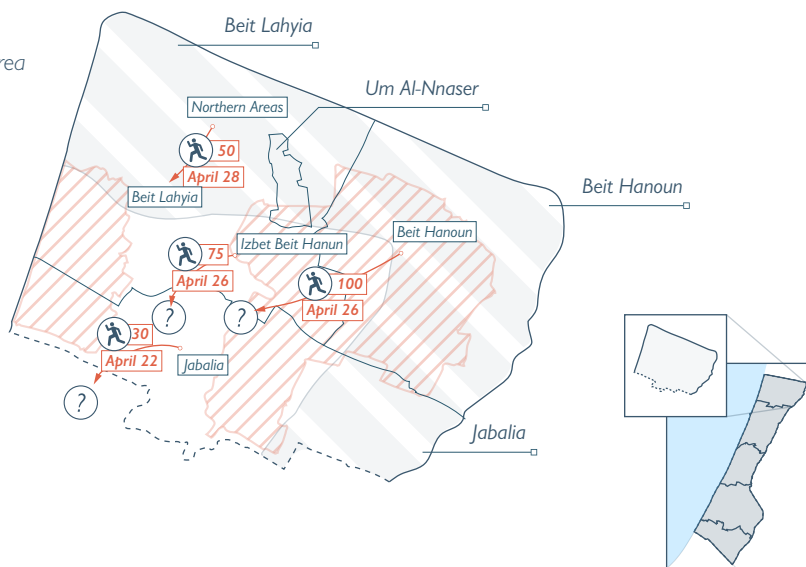 Beit Lahyia
rea
Um Al-Nnaser
Northern Areas
50
April 28
Beit Hanoun
Beit Lahyia
Beit Hanoun
Izbet Beit Hanun
75
April 26
100
April 26
?
?
30
April 22
Jabalia
?
Jabalia